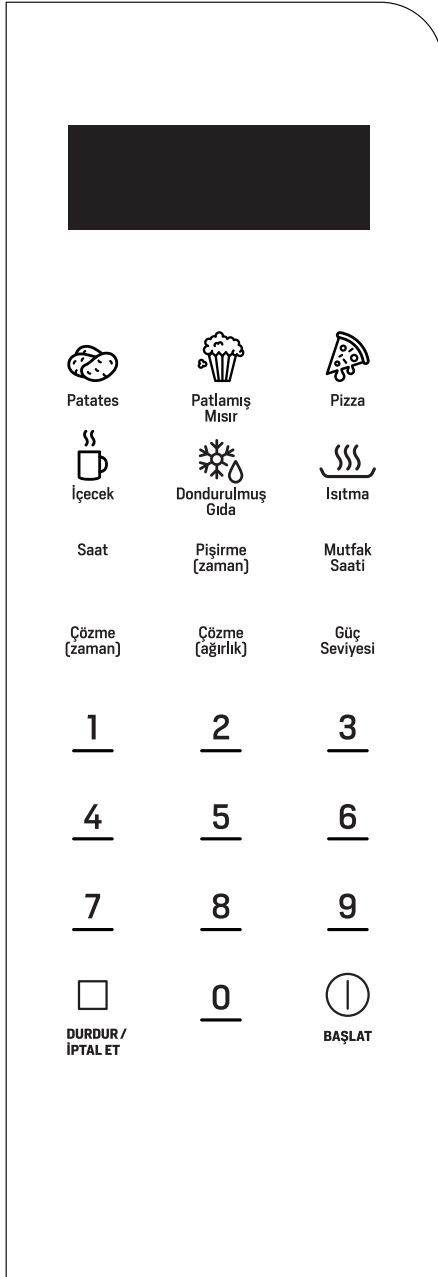 Patates
Patlamış
Mısır
Pizza
İçecek
Dondurulmuş
Gıda
Isıtma
Saat
Pişirme
(zaman)
Mutfak
Saati
Çözme
(zaman)
Çözme
(ağırlık)
Güç
Seviyesi
1 2 3
4 5 6
7 8 9
0
DURDUR /
İPTAL ET
BAŞLAT